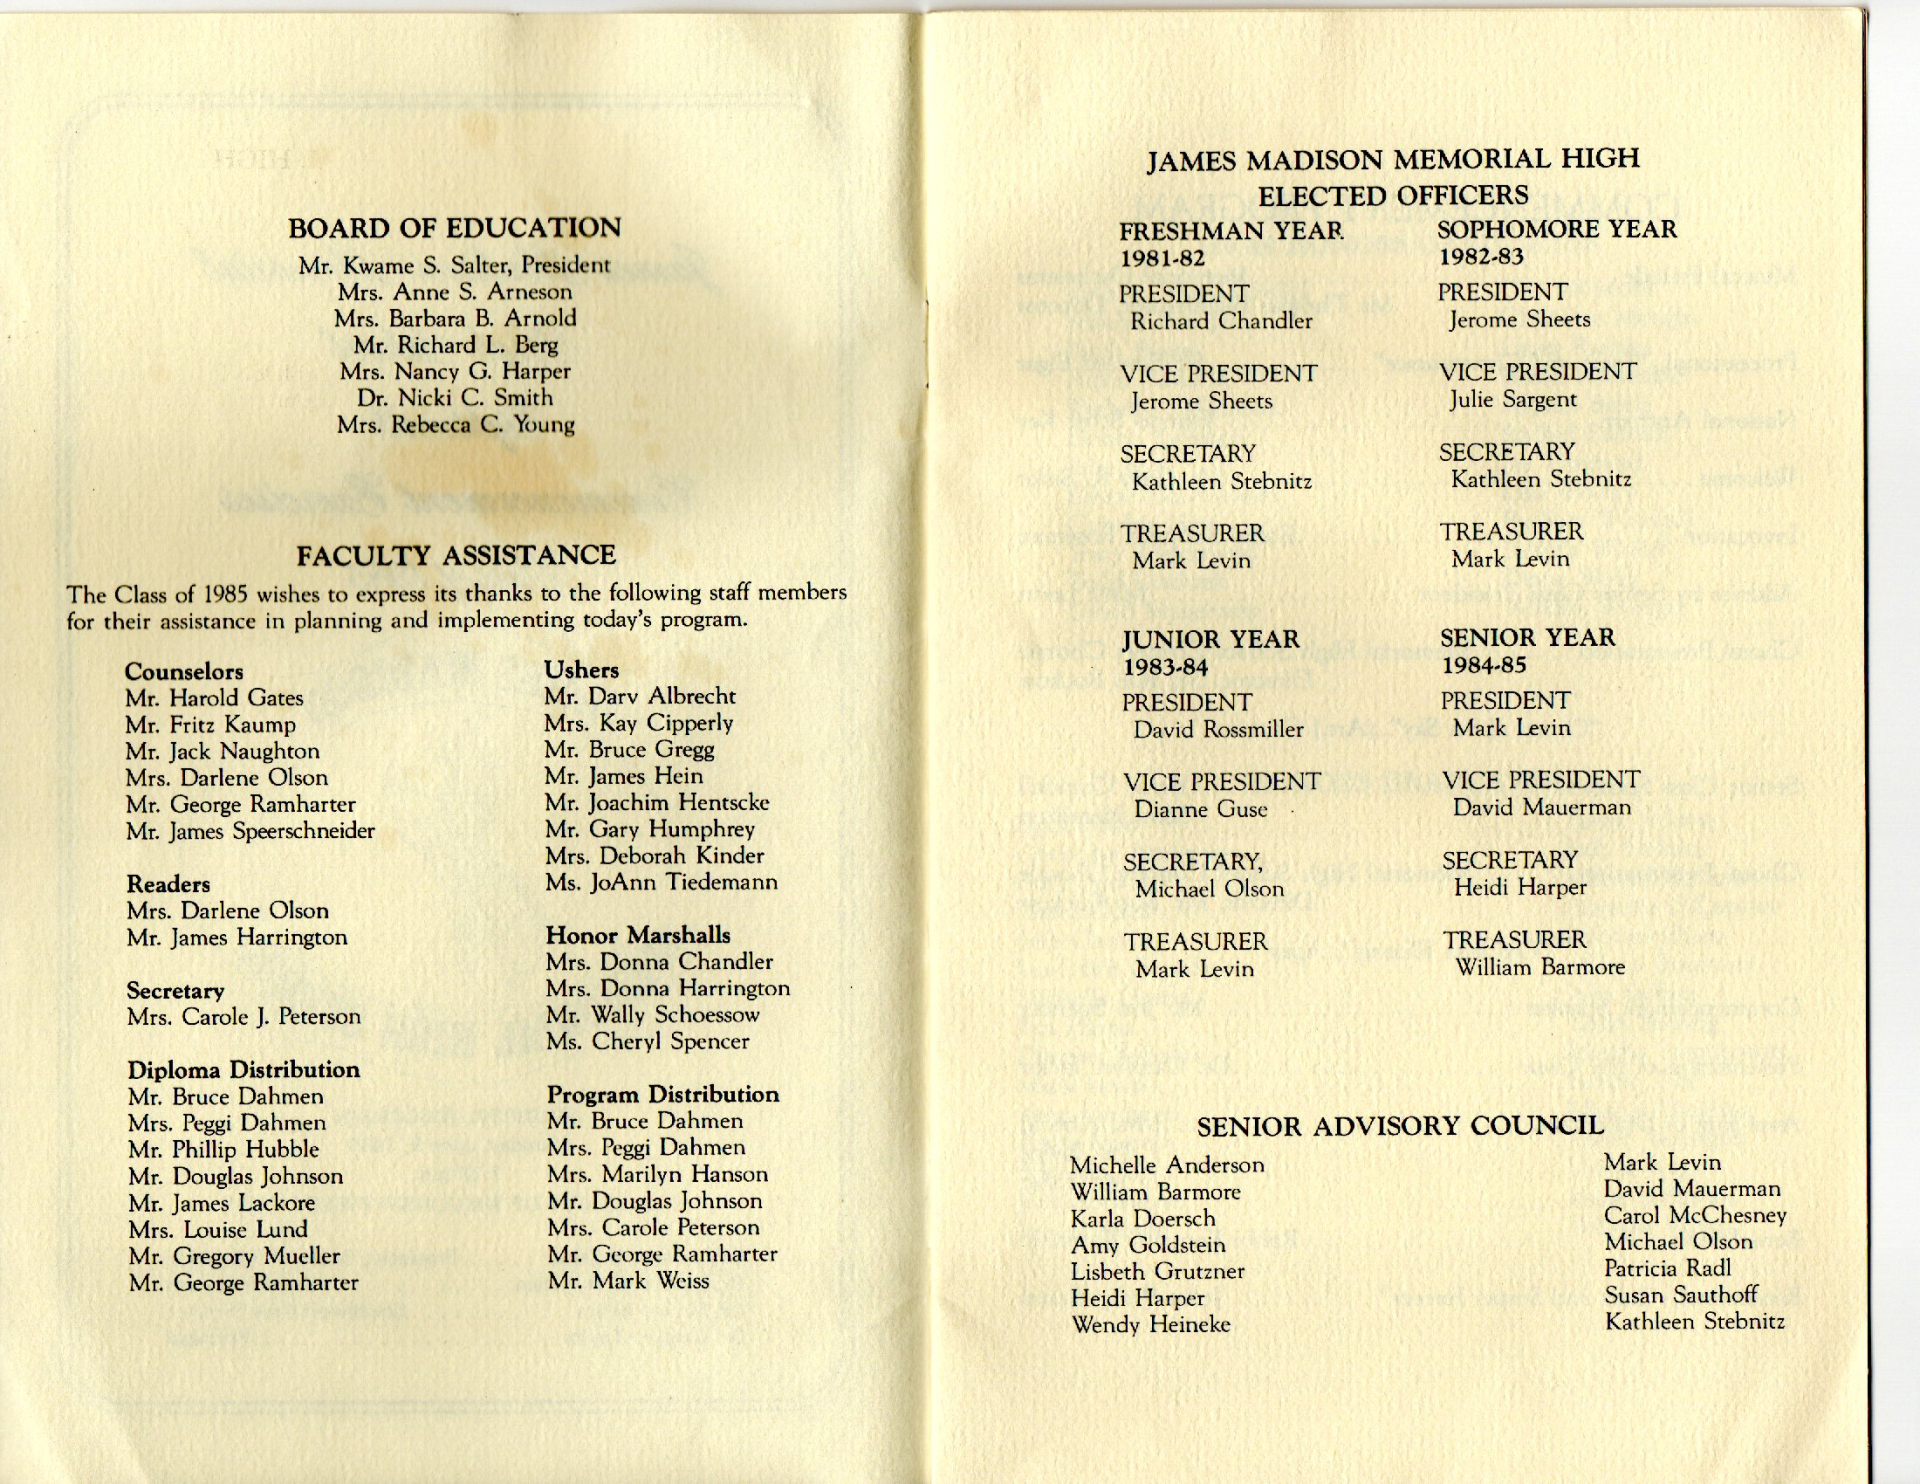 BOARD OF EDUCATION
Mr. Kwame S. Salter, President
Mrs. Anne S. Arneson
Mrs. Barbara B. Arnold
Mr. Richard L. Berg
Mrs. Nancy G. Harper
Dr. Nicki C. Smith
Mrs. Rebecca C. Young
FACULTY ASSISTANCE
The Class of 1985 wishes to express its thanks to the following staff members
for their assistance in planning and implementing today's program.
Counselors
Mr. Harold Gates
Mr. Fritz Kaump
Mr. Jack Naughton
Mrs. Darlene Olson
Mr. George Ramharter
Mr. James Speerschneider
Readers
Mrs. Darlene Olson
Mr. James Harrington
Secretary
Mrs. Carole J. Peterson
Diploma Distribution
Mr. Bruce Dahmen
Mrs. Peggi Dahmen
Mr. Phillip Hubble
Mr. Douglas Johnson
Mr. James Lackore
Mrs. Louise Lund
Mr. Gregory Mueller
Mr. George Ramharter
Ushers
Mr. Darv Albrecht
Mrs. Kay Cipperly
Mr. Bruce Gregg
Mr. James Hein
Mr. Joachim Hentscke
Mr. Gary Humphrey
Mrs. Deborah Kinder
Ms. JoAnn Tiedemann
Honor Marshalls
Mrs. Donna Chandler
Mrs. Donna Harrington
Mr. Wally Schoessow
Ms. Cheryl Spencer
Program Distribution
Mr. Bruce Dahmen
Mrs. Peggi Dahmen
Mrs. Marilyn Hanson
Mr. Douglas Johnson
Mrs. Carole Peterson
Mr. George Ramharter
Mr. Mark Weiss
JAMES MADISON MEMORIAL HIGH
ELECTED OFFICERS
FRESHMAN YEAR
1981-82
PRESIDENT
Richard Chandler
VICE PRESIDENT
Jerome Sheets
SECRETARY
Kathleen Stebnitz
TREASURER
Mark Levin
SOPHOMORE YEAR
1982-83
PRESIDENT
Jerome Sheets
VICE PRESIDENT
Julie Sargent
SECRETARY
Kathleen Stebnitz
TREASURER
Mark Levin
JUNIOR YEAR
1983-84
PRESIDENT
David Rossmiller
VICE PRESIDENT
Dianne Guse
SECRETARY,
Michael Olson
TREASURER
Mark Levin
SENIOR YEAR
1984-85
PRESIDENT
Mark Levin
VICE PRESIDENT
David Mauerman
SECRETARY
Heidi Harper
TREASURER
William Barmore
SENIOR ADVISORY COUNCIL
Michelle Anderson
William Barmore
Karla Doersch
Amy Goldstein
Lisbeth Grutzner
Heidi Harper
Wendy Heineke
Mark Levin
David Mauerman
Carol McChesney
Michael Olson
Patricia Radl
Susan Sauthoff
Kathleen Stebnitz